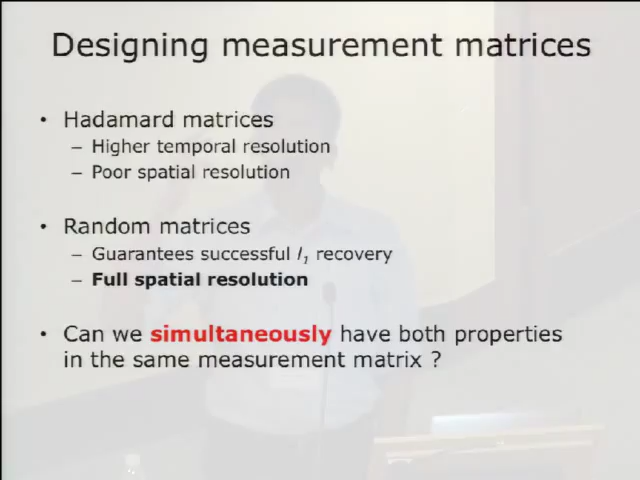 Designing measurement matrices
• Hadamard matrices
– Higher temporal resolution
– Poor spatial resolution
• Random matrices
– Guarantees successful l1 recovery
– Full spatial resolution
• Can we simultaneously have both properties
in the same measurement matrix ?